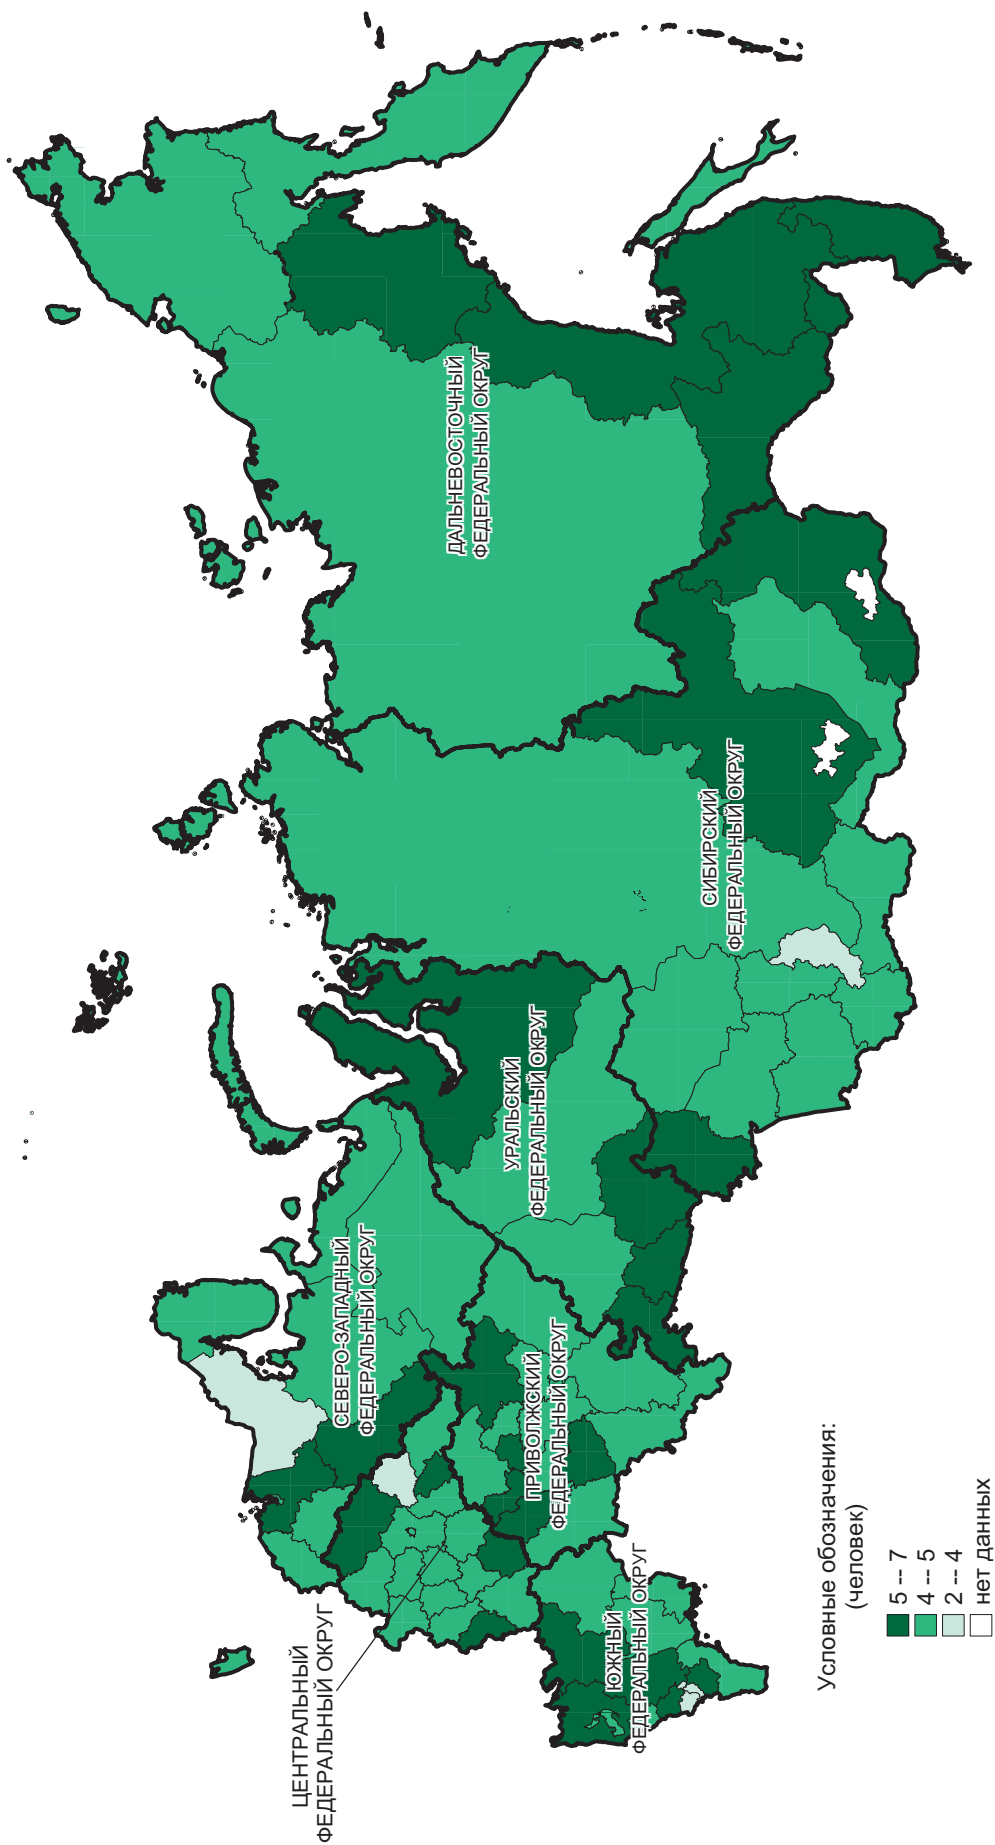 ЦЕНТРАЛЬНЫЙ
ФЕДЕРАЛЬНЫЙ ОКРУГ
СЕВЕРО-ЗАПАДНЫЙ
ФЕДЕРАЛЬНЫЙ ОКРУГ
ЮЖНЫЙ
ФЕДЕРАЛЬНЫЙ ОКРУГ
ПРИВОЛЖСКИЙ
ФЕДЕРАЛЬНЫЙ ОКРУГ
УРАЛЬСКИЙ
ФЕДЕРАЛЬНЫЙ ОКРУГ
СИБИРСКИЙ
ФЕДЕРАЛЬНЫЙ ОКРУГ
ДАЛЬНЕВОСТОЧНЫЙ
ФЕДЕРАЛЬНЫЙ ОКРУГ
Условные обозначения:
(человек)
5 -- 7
4 -- 5
2 -- 4
нет данных